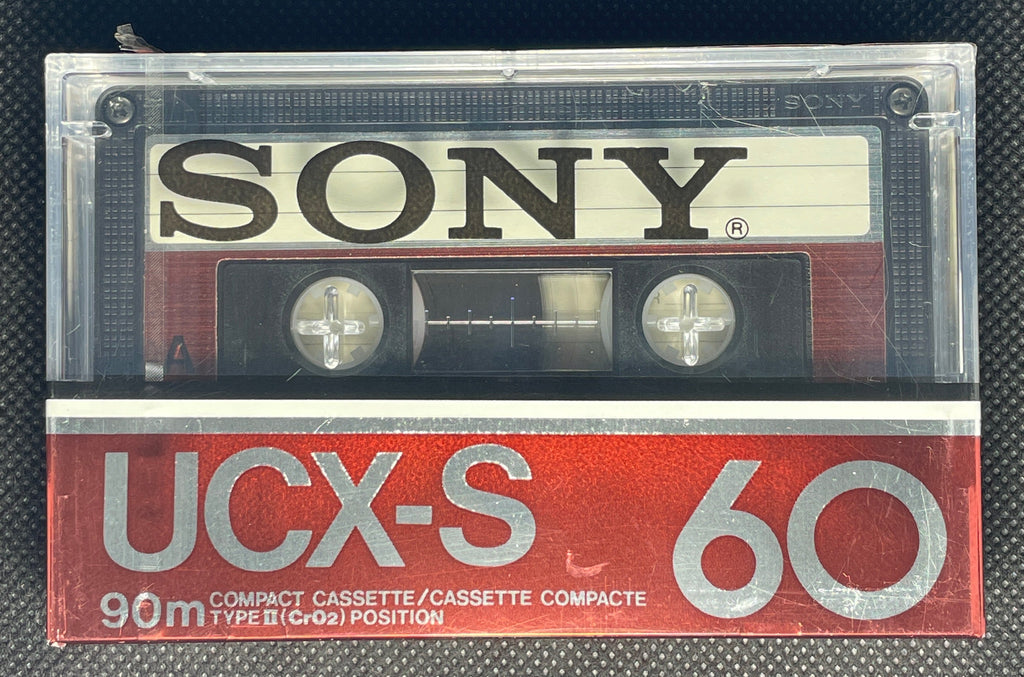 SONY
SONY®
A
UCX-S 60
90m COMPACT CASSETTE/CASSETTE COMPACTE
TYPE II (CrO2) POSITION